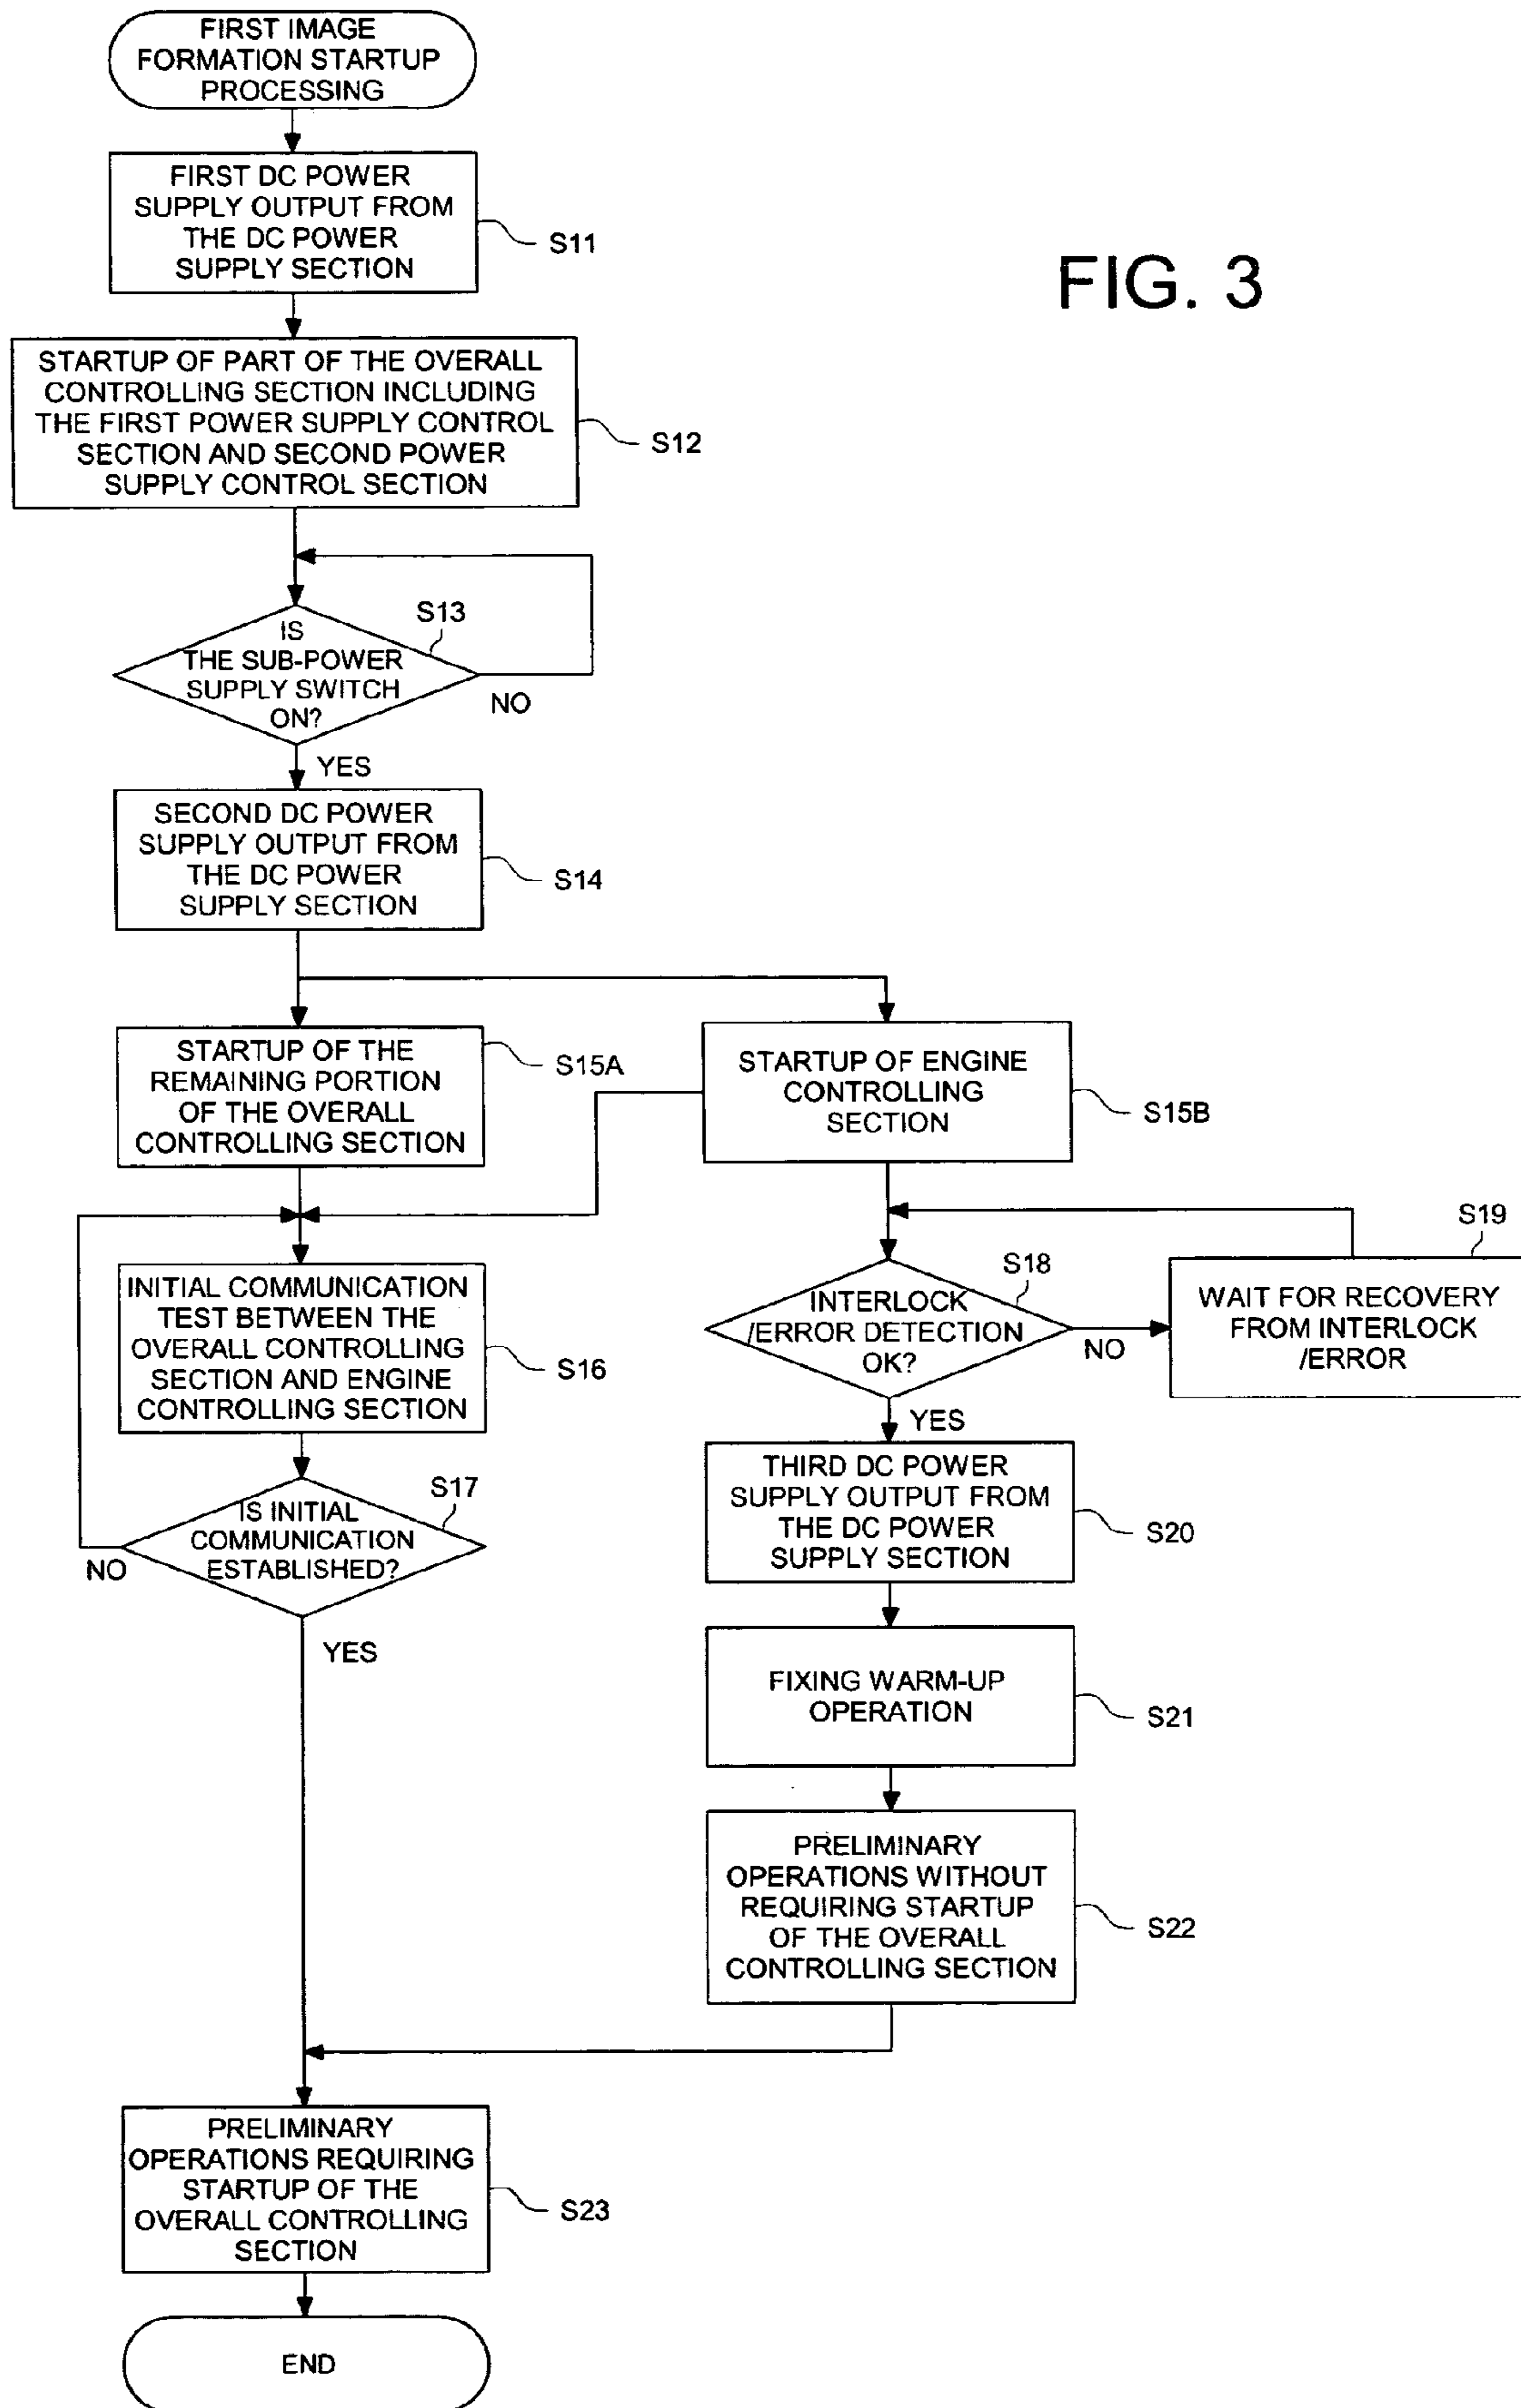 FIRST IMAGE
FORMATION STARTUP
PROCESSING
FIRST DC POWER
SUPPLY OUTPUT FROM
THE DC POWER
SUPPLY SECTION
S11
FIG. 3
STARTUP OF PART OF THE OVERALL
CONTROLLING SECTION INCLUDING
THE FIRST POWER SUPPLY CONTROL
SECTION AND SECOND POWER
SUPPLY CONTROL SECTION
S12
S13
IS
THE SUB-POWER
SUPPLY SWITCH
ON?
NO
YES
SECOND DC POWER
SUPPLY OUTPUT FROM
THE DC POWER
SUPPLY SECTION
S14
STARTUP OF THE
REMAINING PORTION
OF THE OVERALL
CONTROLLING SECTION
S15A
STARTUP OF ENGINE
CONTROLLING
SECTION
S15B
INITIAL COMMUNICATION
TEST BETWEEN THE
OVERALL CONTROLLING
SECTION AND ENGINE
CONTROLLING SECTION
S16
S17
IS INITIAL
COMMUNICATION
ESTABLISHED?
NO
YES
S18
INTERLOCK
/ERROR DETECTION
OK?
NO
YES
S19
WAIT FOR RECOVERY
FROM INTERLOCK
/ERROR
THIRD DC POWER
SUPPLY OUTPUT FROM
THE DC POWER
SUPPLY SECTION
S20
FIXING WARM-UP
OPERATION
S21
PRELIMINARY
OPERATIONS WITHOUT
REQUIRING STARTUP
OF THE OVERALL
CONTROLLING SECTION
S22
PRELIMINARY
OPERATIONS REQUIRING
STARTUP OF THE
OVERALL CONTROLLING
SECTION
S23
END